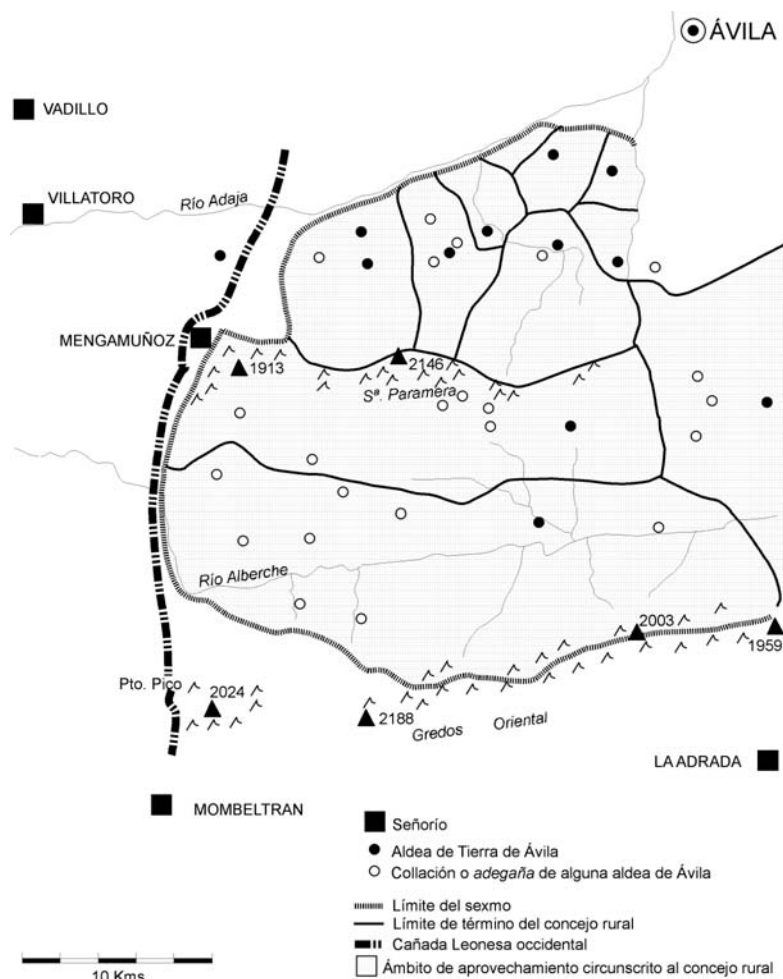 ÁVILA
VADILLO
VILLATORO
Río Adaja
MENGAMUÑOZ
1913
2146
Sª. Paramera
Río Alberche
2003
1959
Pto. Pico
2024
2188
Gredos Oriental
LA ADRADA
MOMBELTRAN
Señorío
Aldea de Tierra de Ávila
Collación o adegaña de alguna aldea de Ávila
Límite del sexmo
Límite de término del concejo rural
Cañada Leonesa occidental
Ámbito de aprovechamiento circunscrito al concejo rural
10 Kms.